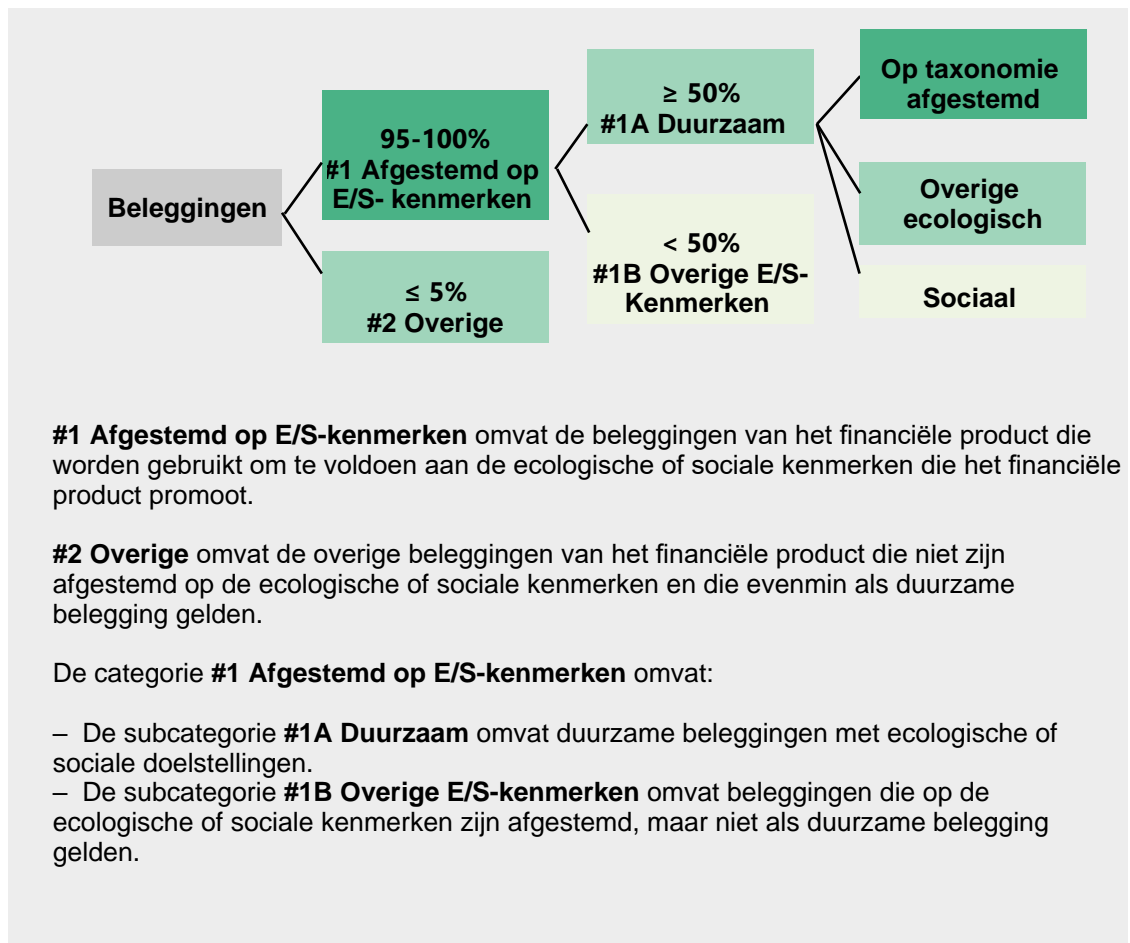 Beleggingen
95-100%
#1 Afgestemd op
E/S- kenmerken
≤ 5%
#2 Overige
≥ 50%
#1A Duurzaam
< 50%
#1B Overige E/S-
Kenmerken
Op taxonomie
afgestemd
Overige
ecologisch
Sociaal
#1 Afgestemd op E/S-kenmerken omvat de beleggingen van het financiële product die
worden gebruikt om te voldoen aan de ecologische of sociale kenmerken die het financiële
product promoot.
#2 Overige omvat de overige beleggingen van het financiële product die niet zijn
afgestemd op de ecologische of sociale kenmerken en die evenmin als duurzame
belegging gelden.
De categorie #1 Afgestemd op E/S-kenmerken omvat:
– De subcategorie #1A Duurzaam omvat duurzame beleggingen met ecologische of
sociale doelstellingen.
– De subcategorie #1B Overige E/S-kenmerken omvat beleggingen die op de
ecologische of sociale kenmerken zijn afgestemd, maar niet als duurzame belegging
gelden.